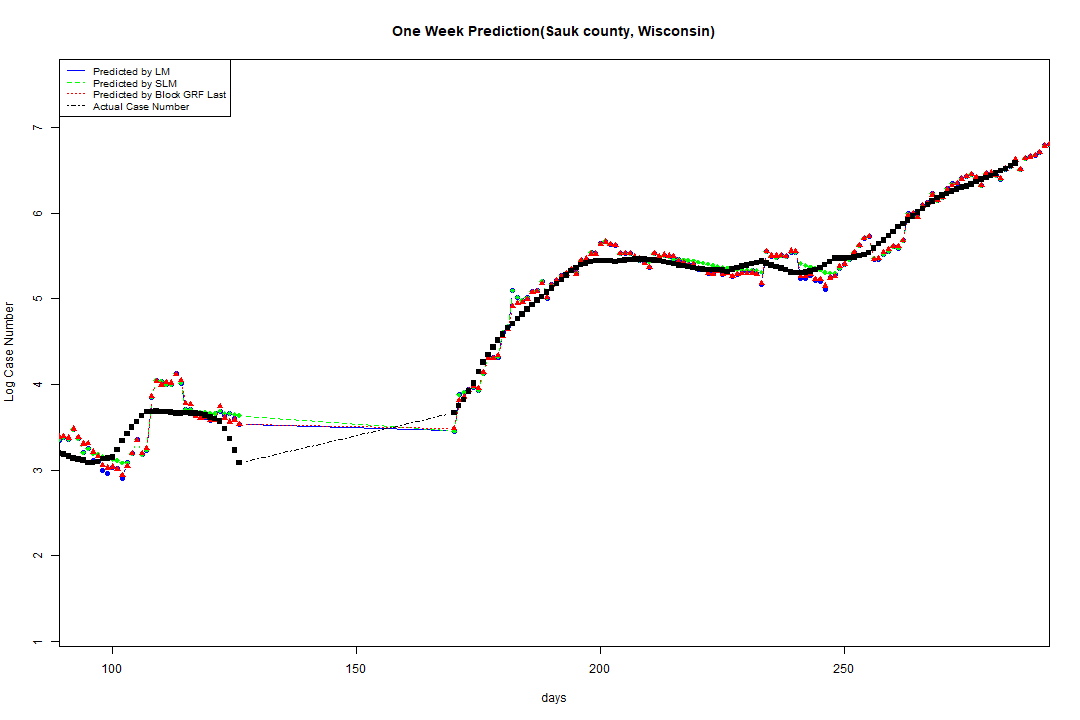 One Week Prediction(Sauk county, Wisconsin)
Predicted by LM
Predicted by SLM
Predicted by Block GRF Last
Actual Case Number
7
6
5
4
3
2
1
Log Case Number
100 150 200 250
days